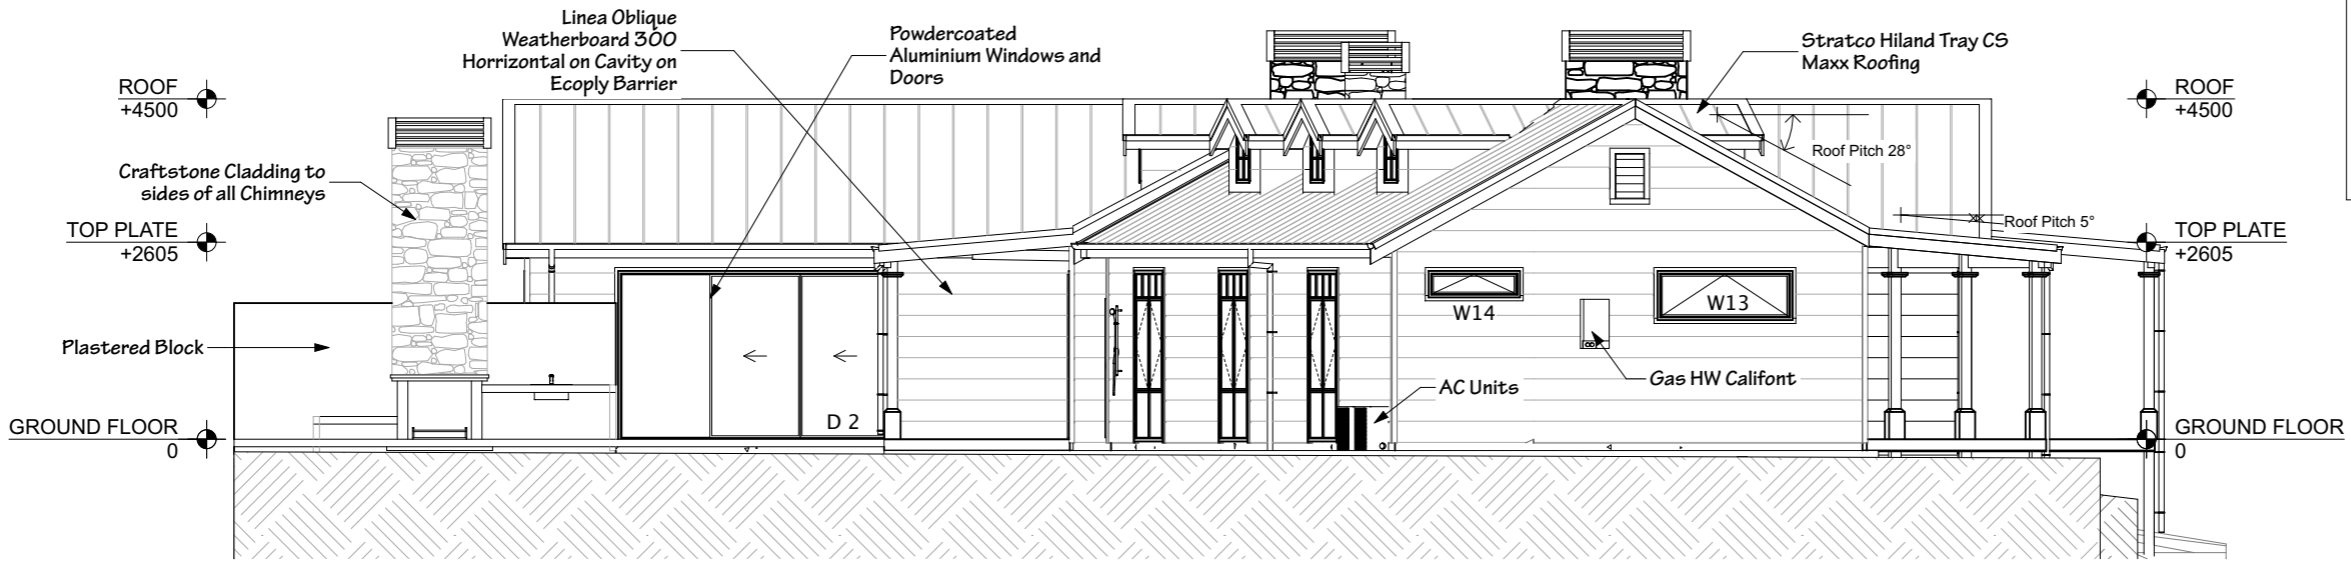 Linea Oblique
Weatherboard 300
Horrizontal on Cavity on
Ecoply Barrier
Powdercoated
Aluminium Windows and
Doors
Stratco Hiland Tray CS
Maxx Roofing
ROOF
+4500
ROOF
+4500
Craftstone Cladding to
sides of all Chimneys
Roof Pitch 28°
TOP PLATE
+2605
Roof Pitch 5°
TOP PLATE
+2605
Plastered Block
W14
W13
Gas HW Califont
AC Units
D 2
GROUND FLOOR
0
GROUND FLOOR
0